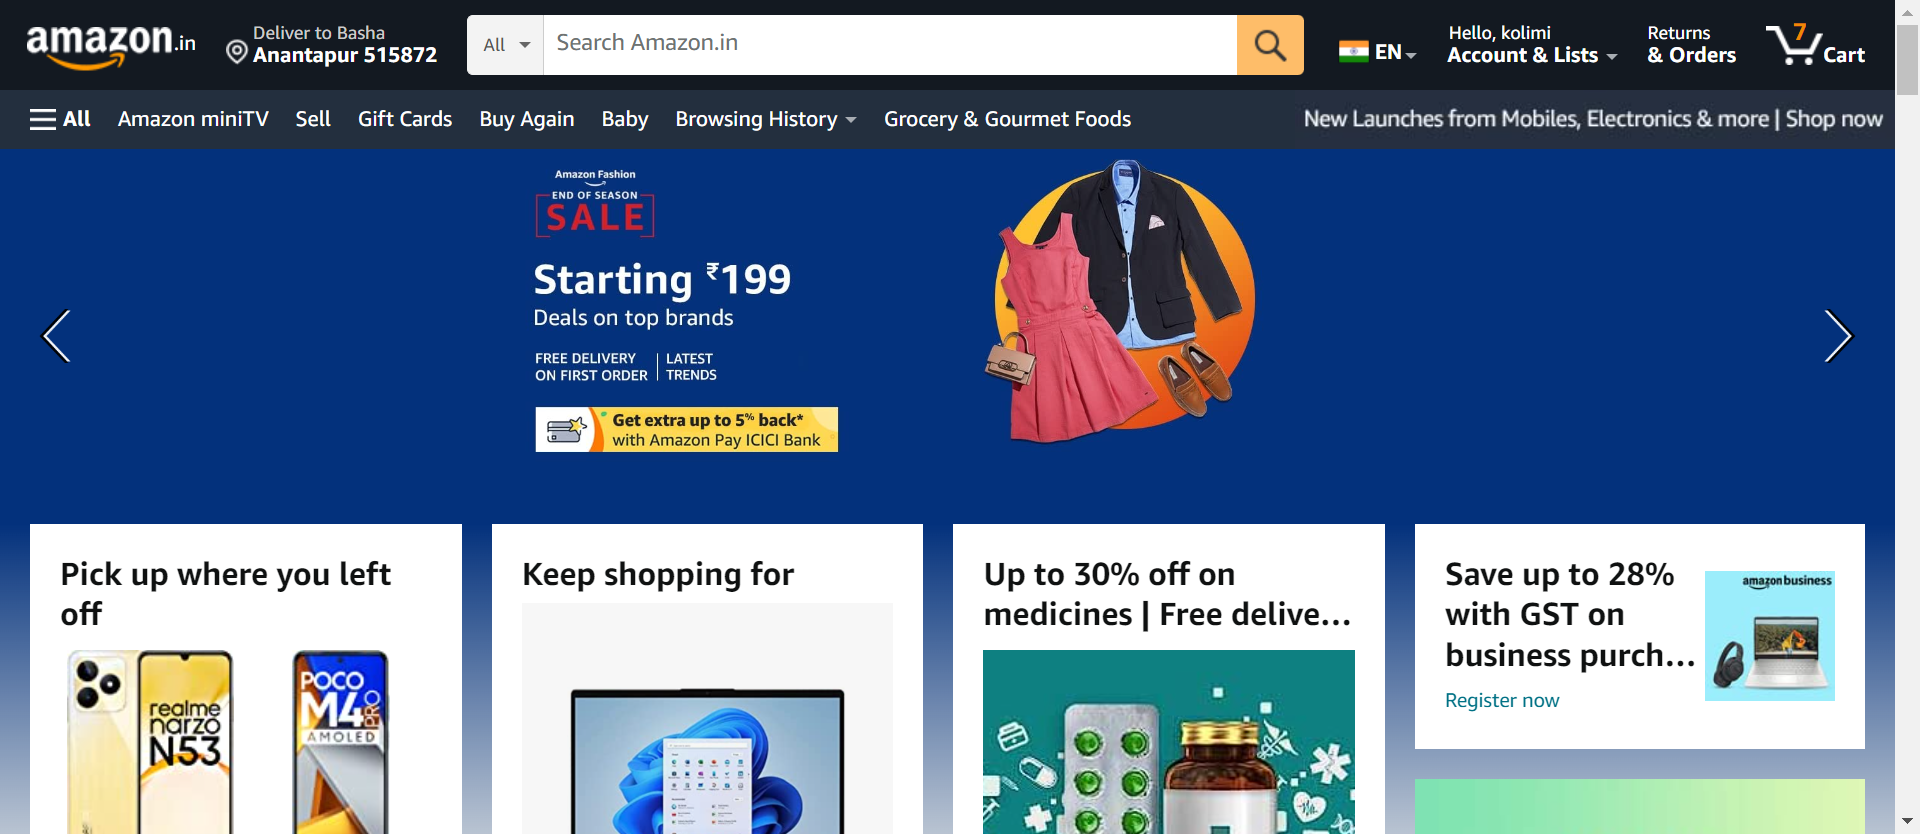 amazon.in
Deliver to Basha
Anantapur 515872
All
Search Amazon.in
EN
Hello, kolimi
Account & Lists
Returns
& Orders
7
Cart
All
Amazon miniTV
Sell
Gift Cards
Buy Again
Baby
Browsing History
Grocery & Gourmet Foods
New Launches from Mobiles, Electronics & more | Shop now
Amazon Fashion
END OF SEASON
SALE
Starting ₹199
Deals on top brands
FREE DELIVERY
ON FIRST ORDER
LATEST
TRENDS
Get extra up to 5% back*
with Amazon Pay ICICI Bank
Pick up where you left
off
realme
narzo
N53
POCO
M4 PRO
AMOLED
Keep shopping for
Up to 30% off on
medicines | Free delive...
Save up to 28%
with GST on
business purch...
Register now
amazon business